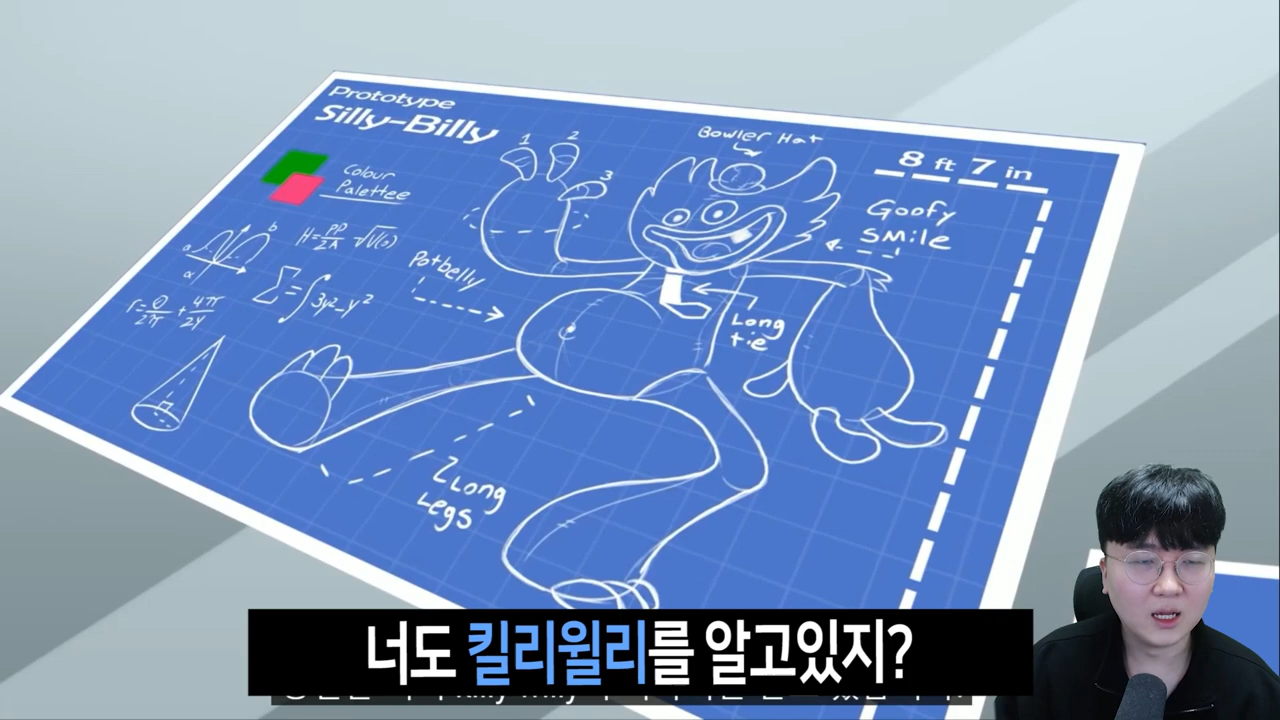 Prototype
Silly-Billy
Colour
Palettee
1
2
3
Bowler Hat
8 ft 7 in
Goofy
Smile
Potbelly
Long
tie
2 Long
Legs
a
b
a
너도 킬리윌리를 알고있지?